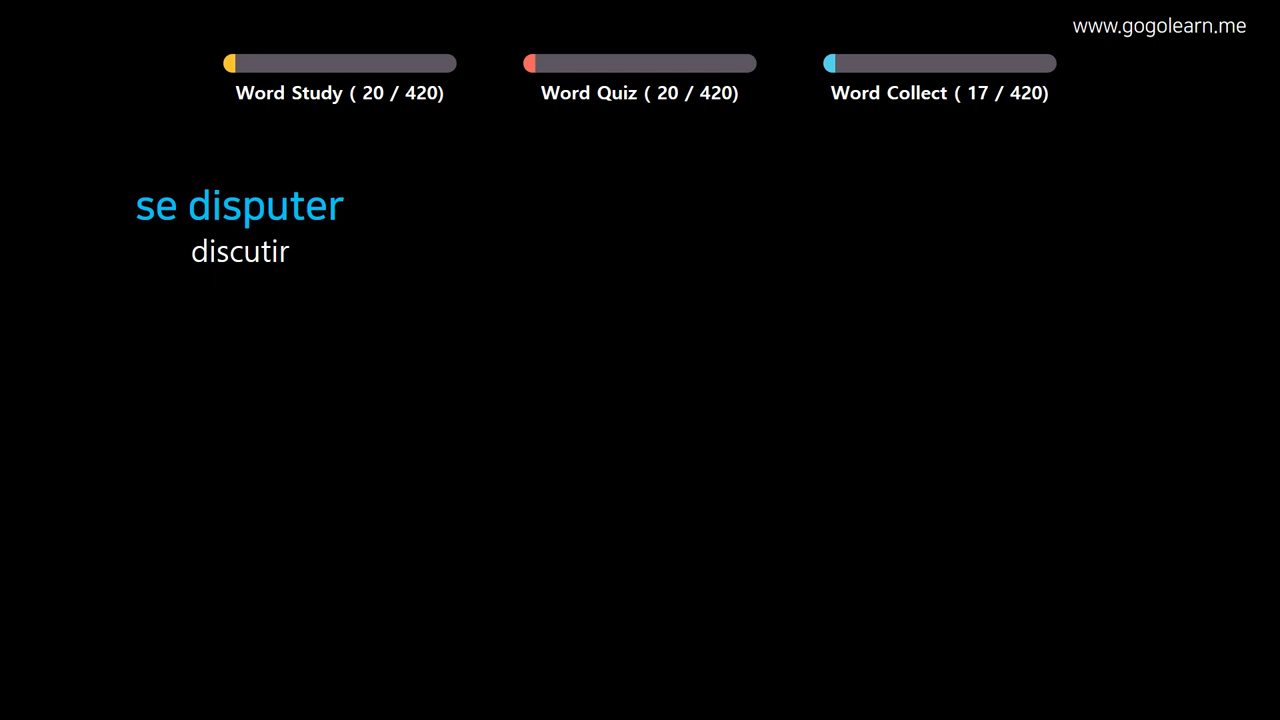 www.gogolearn.me
Word Study ( 20 / 420)
Word Quiz ( 20 / 420)
Word Collect ( 17 / 420)
se disputer
discutir